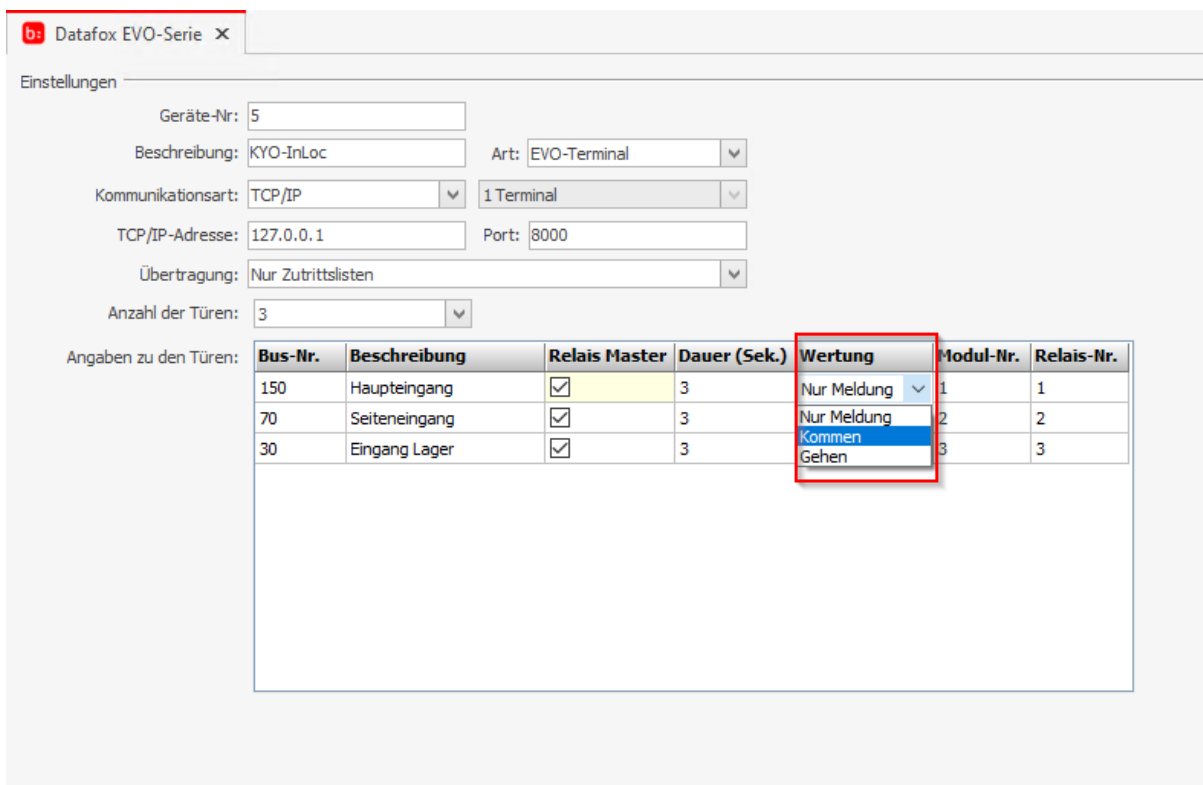 b: Datafox EVO-Serie ×
Einstellungen
Geräte-Nr: 5
Beschreibung: KYO-InLoc Art: EVO-Terminal
Kommunikationsart: TCP/IP 1 Terminal
TCP/IP-Adresse: 127.0.0.1 Port: 8000
Übertragung: Nur Zutrittslisten
Anzahl der Türen: 3
Angaben zu den Türen: Bus-Nr. Beschreibung Relais Master Dauer (Sek.) Wertung Modul-Nr. Relais-Nr.
150 Haupteingang 3 Nur Meldung 1 1
70 Seiteneingang 3 Nur Meldung 2 2
Kommen
30 Eingang Lager 3 Gehen 3 3